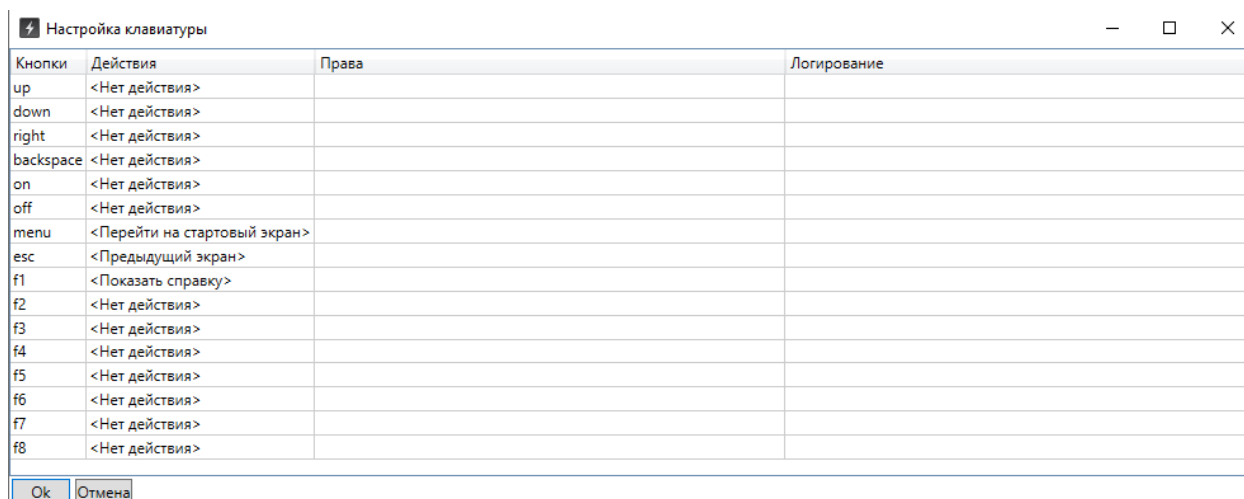 Настройка клавиатуры
Кнопки Действия Права Логирование
up <Нет действия>
down <Нет действия>
right <Нет действия>
backspace <Нет действия>
on <Нет действия>
off <Нет действия>
menu <Перейти на стартовый экран>
esc <Предыдущий экран>
f1 <Показать справку>
f2 <Нет действия>
f3 <Нет действия>
f4 <Нет действия>
f5 <Нет действия>
f6 <Нет действия>
f7 <Нет действия>
f8 <Нет действия>
Ok Отмена